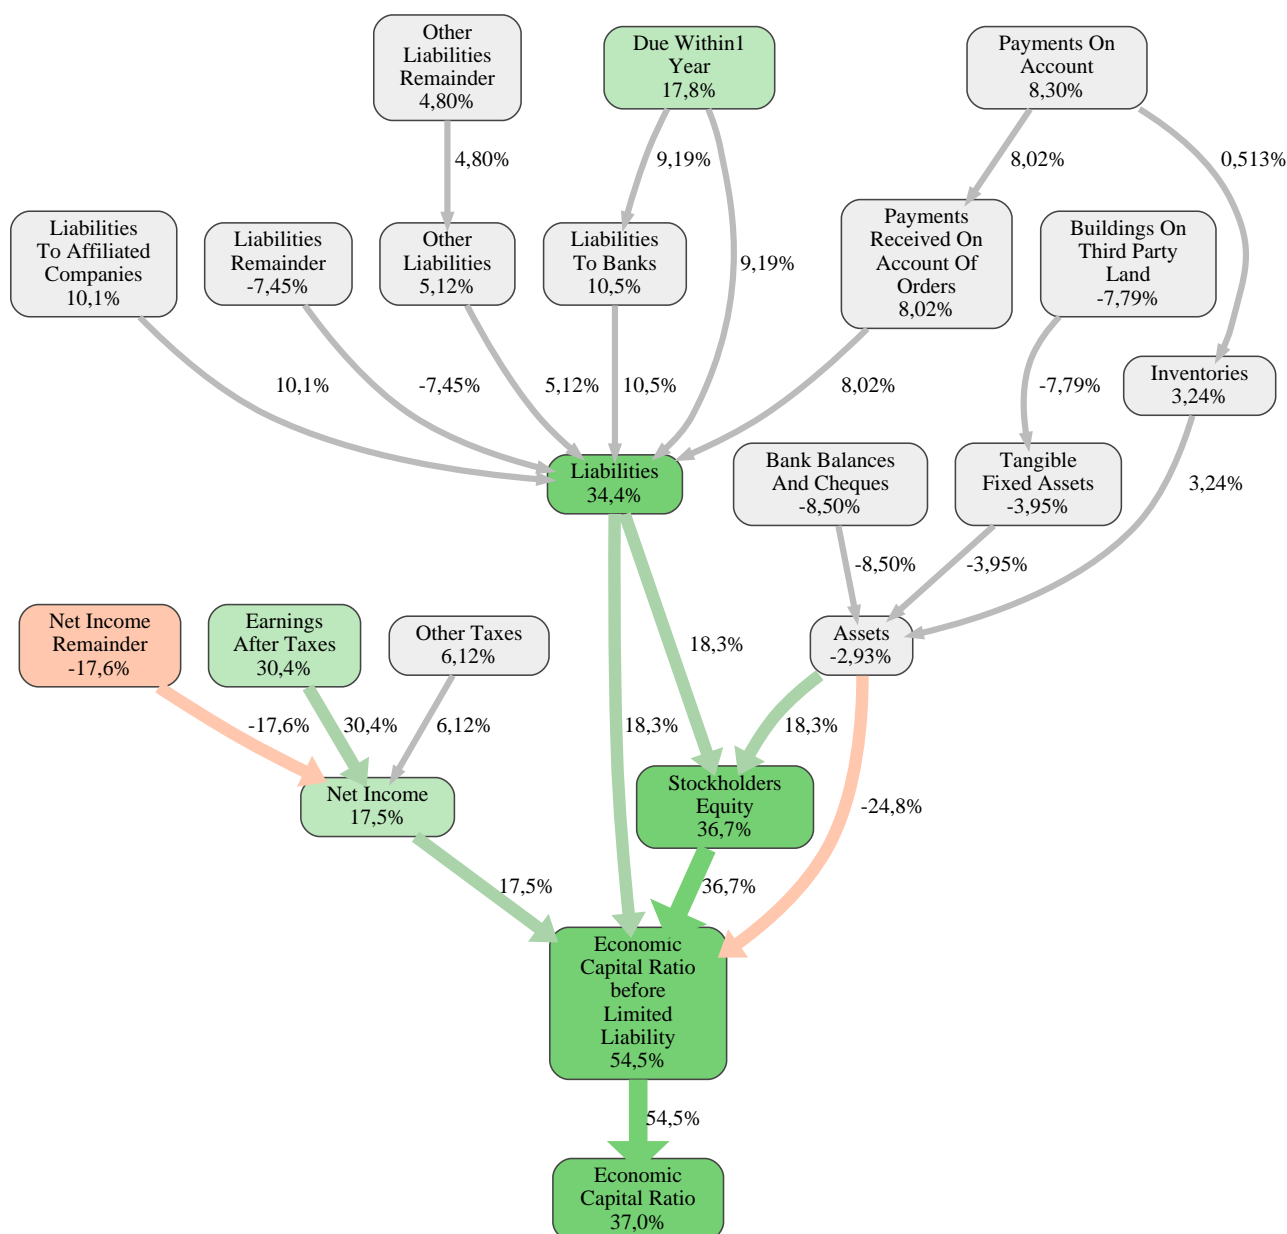 Other
Liabilities
Remainder
4,80%
Due Within1
Year
17,8%
Payments On
Account
8,30%
4,80%
9,19%
8,02%
0,513%
Liabilities
To Affiliated
Companies
10,1%
Liabilities
Remainder
-7,45%
Other
Liabilities
5,12%
Liabilities
To Banks
10,5%
9,19%
Payments
Received On
Account Of
Orders
8,02%
Buildings On
Third Party
Land
-7,79%
10,1%
-7,45%
5,12%
10,5%
8,02%
-7,79%
Inventories
3,24%
Liabilities
34,4%
Bank Balances
And Cheques
-8,50%
Tangible
Fixed Assets
-3,95%
3,24%
-8,50%
-3,95%
Net Income
Remainder
-17,6%
Earnings
After Taxes
30,4%
Other Taxes
6,12%
18,3%
Assets
-2,93%
-17,6%
30,4%
6,12%
18,3%
18,3%
Net Income
17,5%
Stockholders
Equity
36,7%
-24,8%
17,5%
36,7%
Economic
Capital Ratio
before
Limited
Liability
54,5%
54,5%
Economic
Capital Ratio
37,0%